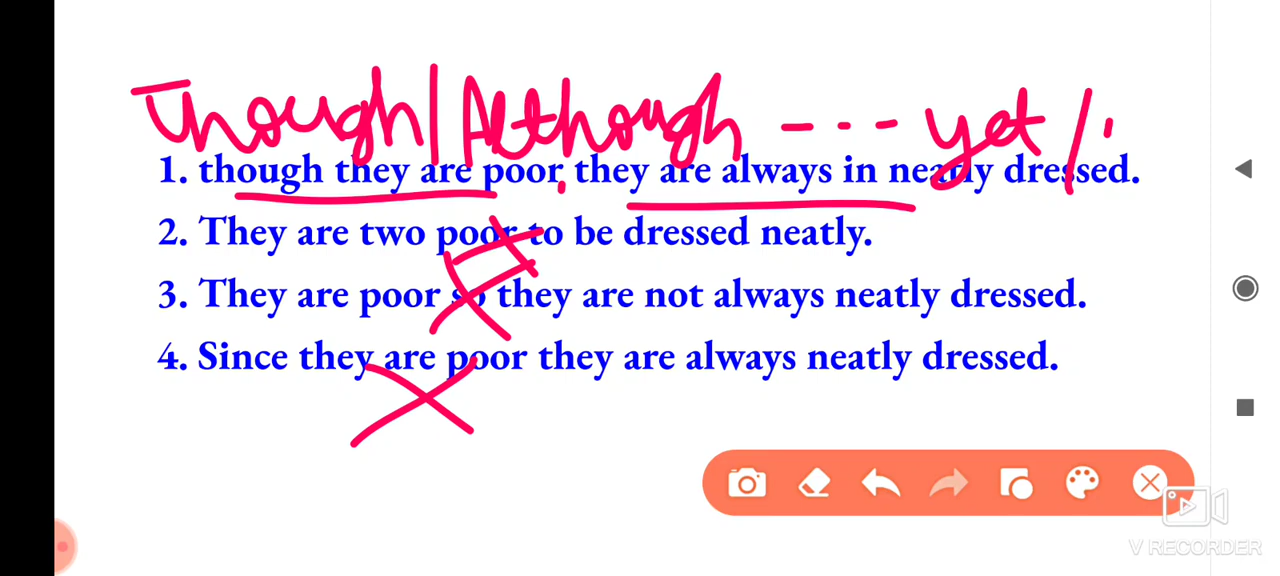 Though/Although ---- yet/,
1. though they are poor, they are always in neatly dressed.
2. They are two poor to be dressed neatly.
3. They are poor so they are not always neatly dressed.
4. Since they are poor they are always neatly dressed.
V RECORDER